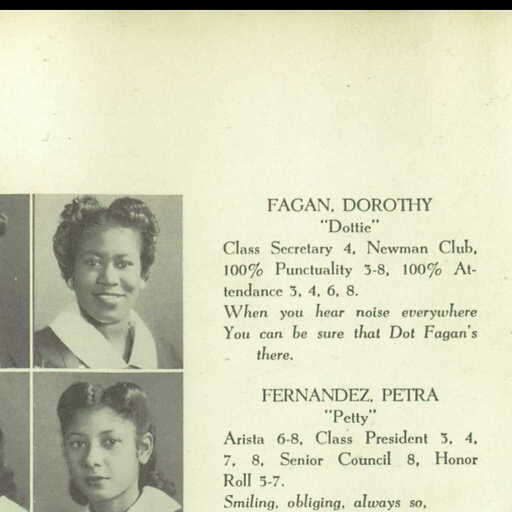 FAGAN, DOROTHY
"Dottie"
Class Secretary 4, Newman Club,
100% Punctuality 3-8, 100% At-
tendance 3, 4, 6, 8.
When you hear noise everywhere
You can be sure that Dot Fagan's
there.
FERNANDEZ, PETRA
"Petty"
Arista 6-8, Class President 3, 4,
7, 8, Senior Council 8, Honor
Roll 5-7.
Smiling, obliging, always so,